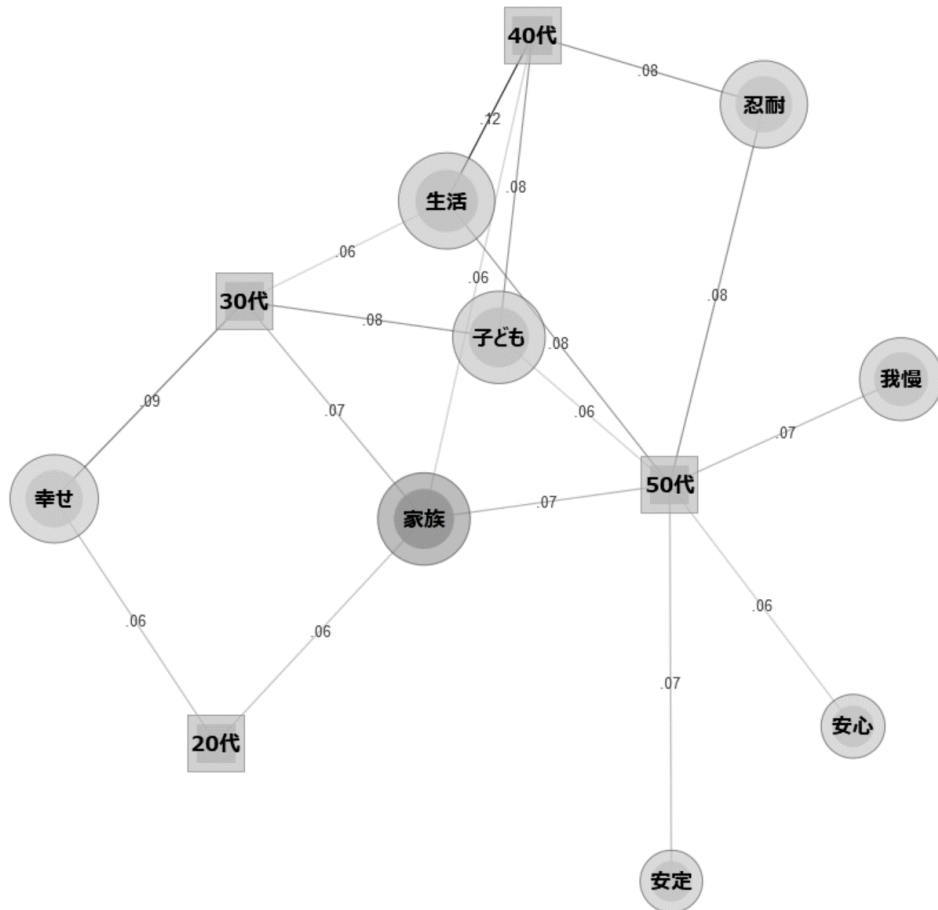 40代
.08
忍耐
.12
.08
生活
.06
.06
.08
30代
.08
子ども
.08
我慢
.09
.07
.06
.07
50代
幸せ
家族
.07
.06
.06
.06
.07
安心
20代
安定